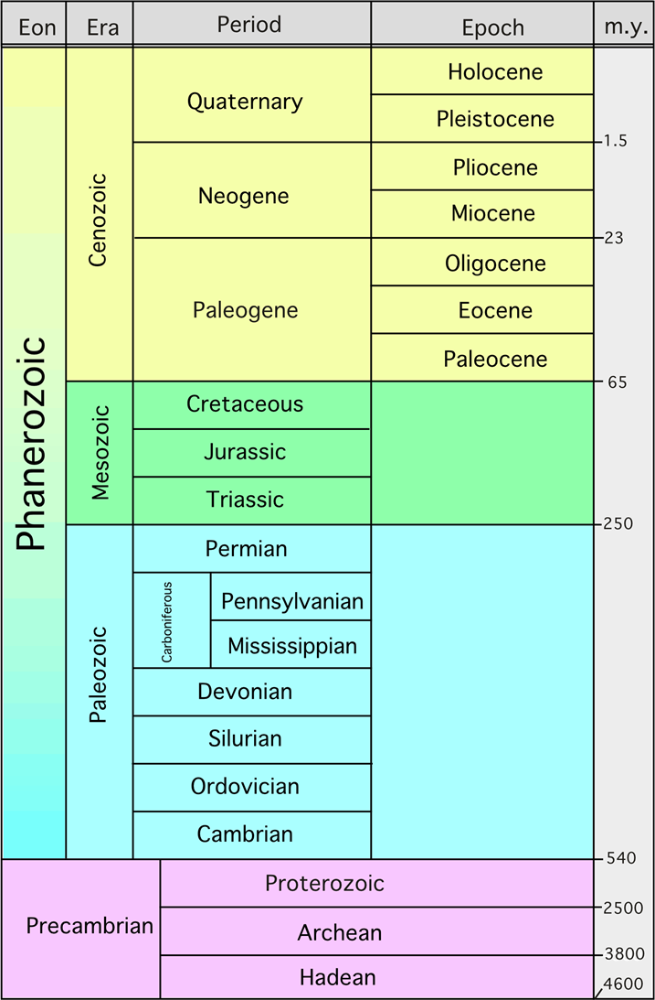 Eon Era Period Epoch m.y.
Phanerozoic
Cenozoic
Quaternary
Holocene
Pleistocene
1.5
Neogene
Pliocene
Miocene
23
Paleogene
Oligocene
Eocene
Paleocene
65
Mesozoic
Cretaceous
Jurassic
Triassic
250
Paleozoic
Permian
Carboniferous
Pennsylvanian
Mississippian
Devonian
Silurian
Ordovician
Cambrian
540
Precambrian
Proterozoic
2500
Archean
3800
Hadean
4600